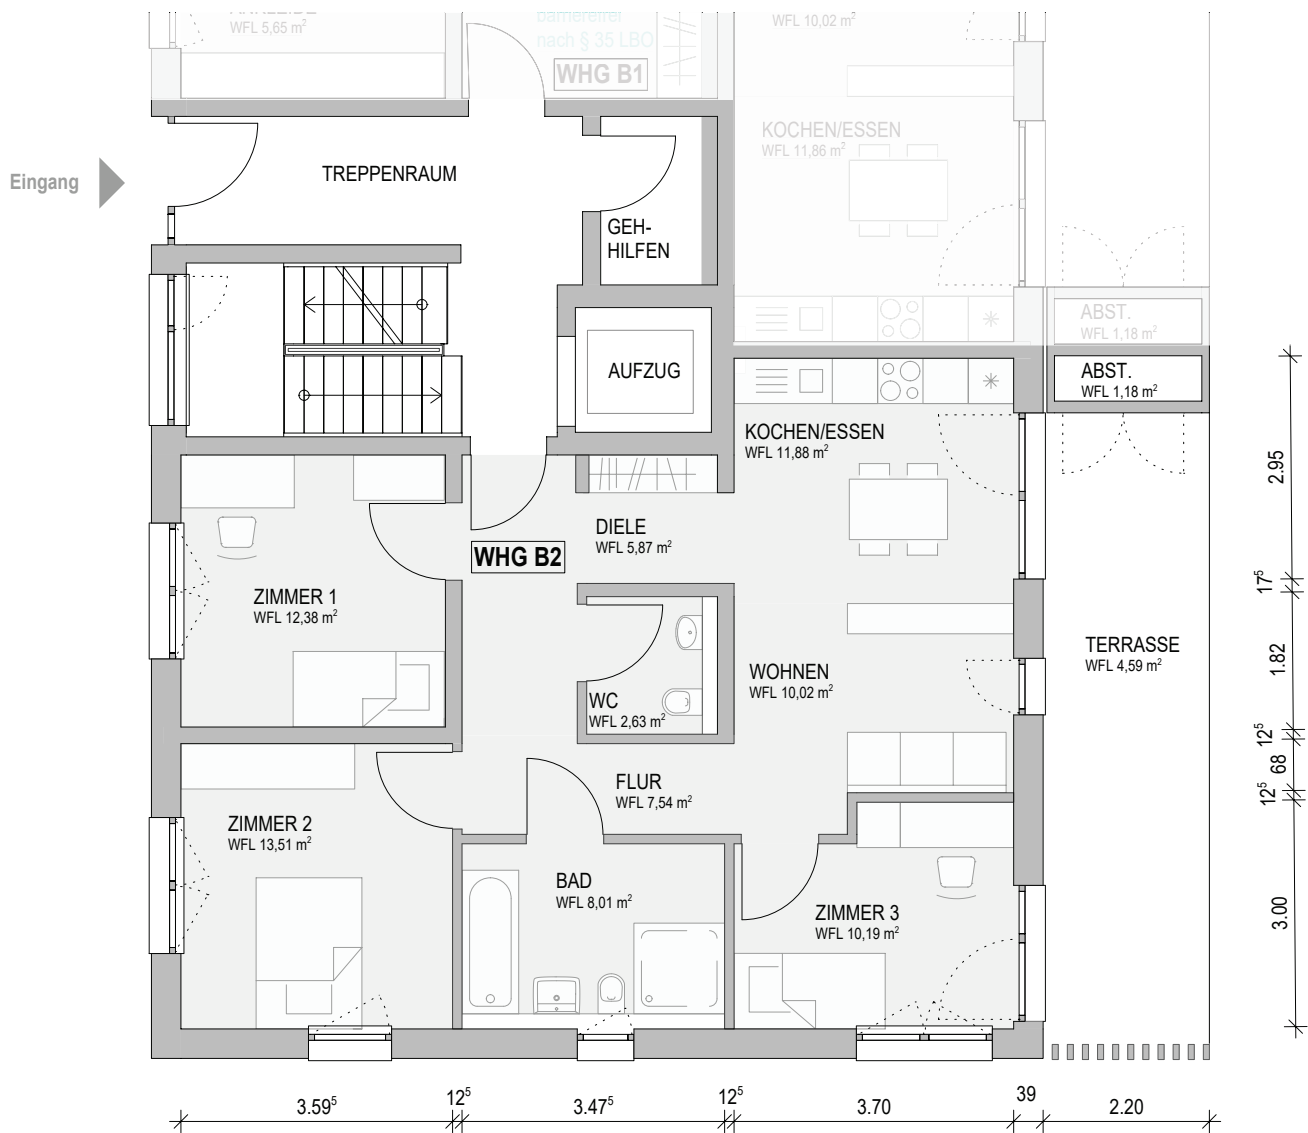 ANKLEIDE
WFL 5,65 m²
barrierefrei
nach § 35 LBO
WHG B1
WFL 10,02 m²
KOCHEN/ESSEN
WFL 11,86 m²
Eingang
TREPPENRAUM
GEH-
HILFEN
ABST.
WFL 1,18 m²
AUFZUG
ABST.
WFL 1,18 m²
KOCHEN/ESSEN
WFL 11,88 m²
DIELE
WFL 5,87 m²
WHG B2
ZIMMER 1
WFL 12,38 m²
WC
WFL 2,63 m²
WOHNEN
WFL 10,02 m²
TERRASSE
WFL 4,59 m²
FLUR
WFL 7,54 m²
ZIMMER 2
WFL 13,51 m²
BAD
WFL 8,01 m²
ZIMMER 3
WFL 10,19 m²
2.95
17⁵
1.82
12⁵
68
12⁵
3.00
3.59⁵
12⁵
3.47⁵
12⁵
3.70
39
2.20